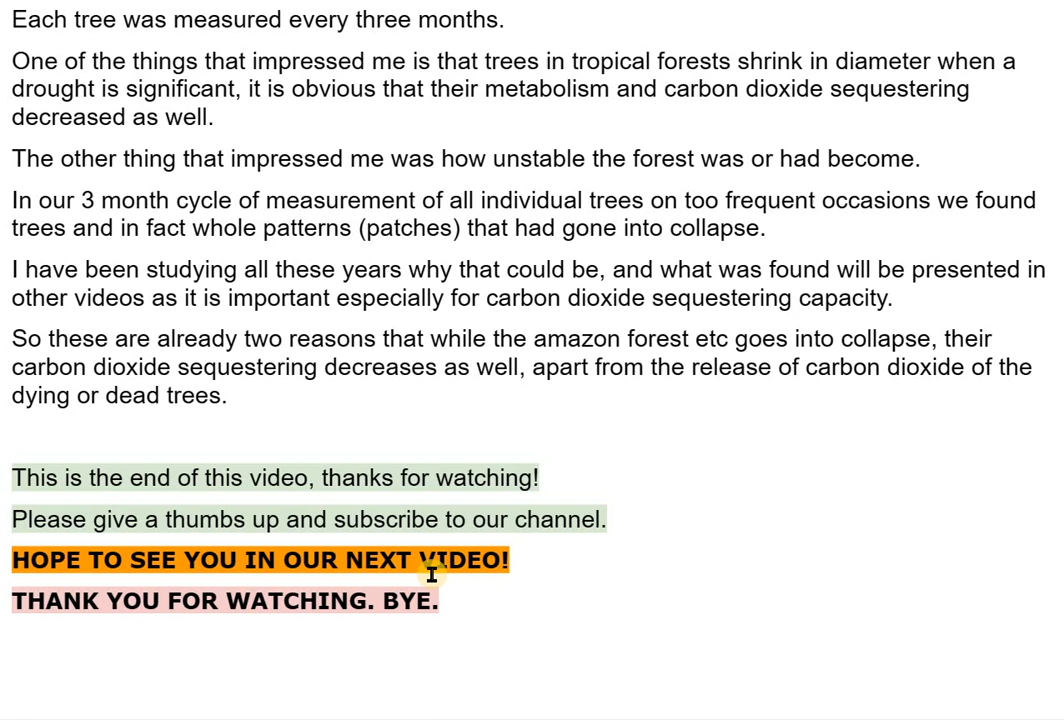 Each tree was measured every three months.
One of the things that impressed me is that trees in tropical forests shrink in diameter when a
drought is significant, it is obvious that their metabolism and carbon dioxide sequestering
decreased as well.
The other thing that impressed me was how unstable the forest was or had become.
In our 3 month cycle of measurement of all individual trees on too frequent occasions we found
trees and in fact whole patterns (patches) that had gone into collapse.
I have been studying all these years why that could be, and what was found will be presented in
other videos as it is important especially for carbon dioxide sequestering capacity.
So these are already two reasons that while the amazon forest etc goes into collapse, their
carbon dioxide sequestering decreases as well, apart from the release of carbon dioxide of the
dying or dead trees.
This is the end of this video, thanks for watching!
Please give a thumbs up and subscribe to our channel.
HOPE TO SEE YOU IN OUR NEXT VIDEO!
THANK YOU FOR WATCHING. BYE.